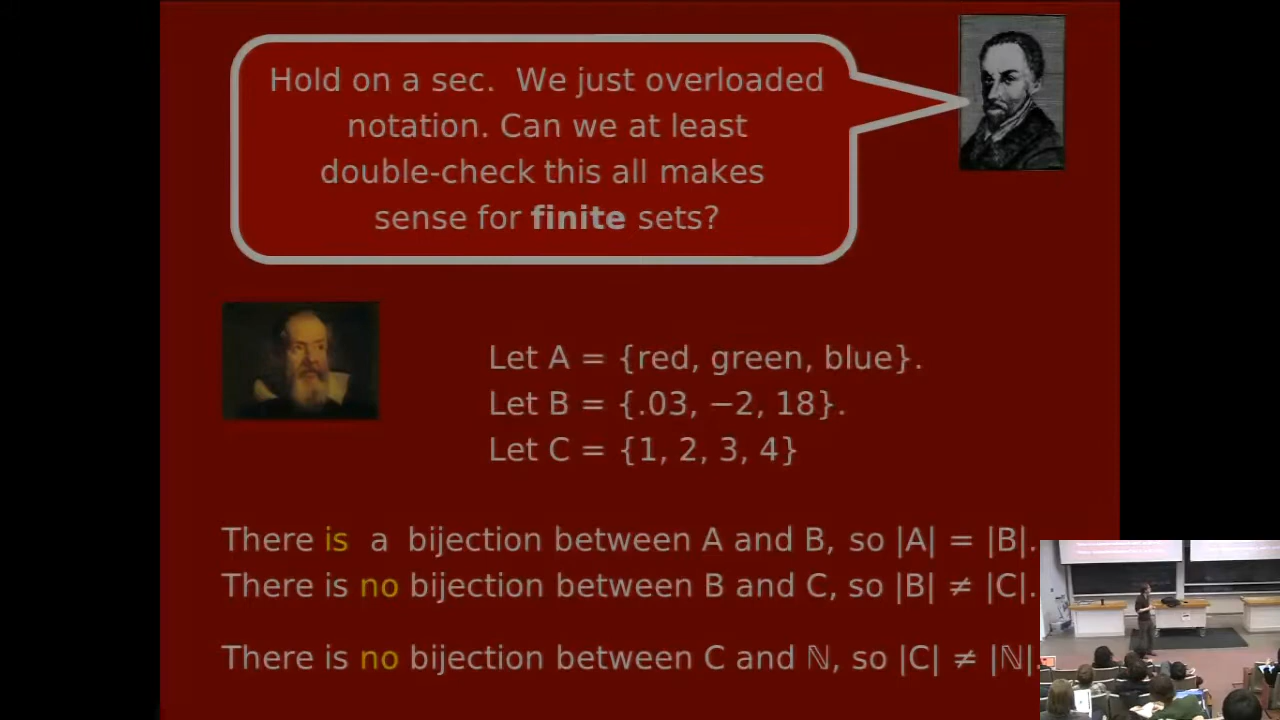 Hold on a sec.  We just overloaded
notation. Can we at least
double-check this all makes
sense for finite sets?
Let A = {red, green, blue}.
Let B = {.03, −2, 18}.
Let C = {1, 2, 3, 4}
There is a bijection between A and B, so |A| = |B|.
There is no bijection between B and C, so |B| ≠ |C|.
There is no bijection between C and ℕ, so |C| ≠ |ℕ|.